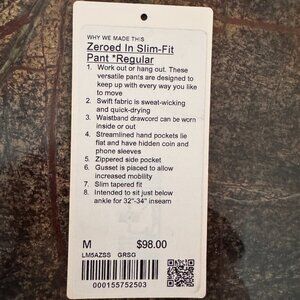 WHY WE MADE THIS
Zeroed In Slim-Fit
Pant *Regular
1. Work out or hang out. These
versatile pants are designed to
keep up with every way you like
to move
2. Swift fabric is sweat-wicking
and quick-drying
3. Waistband drawcord can be worn
inside or out
4. Streamlined hand pockets lie
flat and have hidden coin and
phone sleeves
5. Zippered side pocket
6. Gusset is placed to allow
increased mobility
7. Slim tapered fit
8. Intended to sit just below
ankle for 32"-34" inseam
M $98.00
LM5AZSS GRSG
000155752503